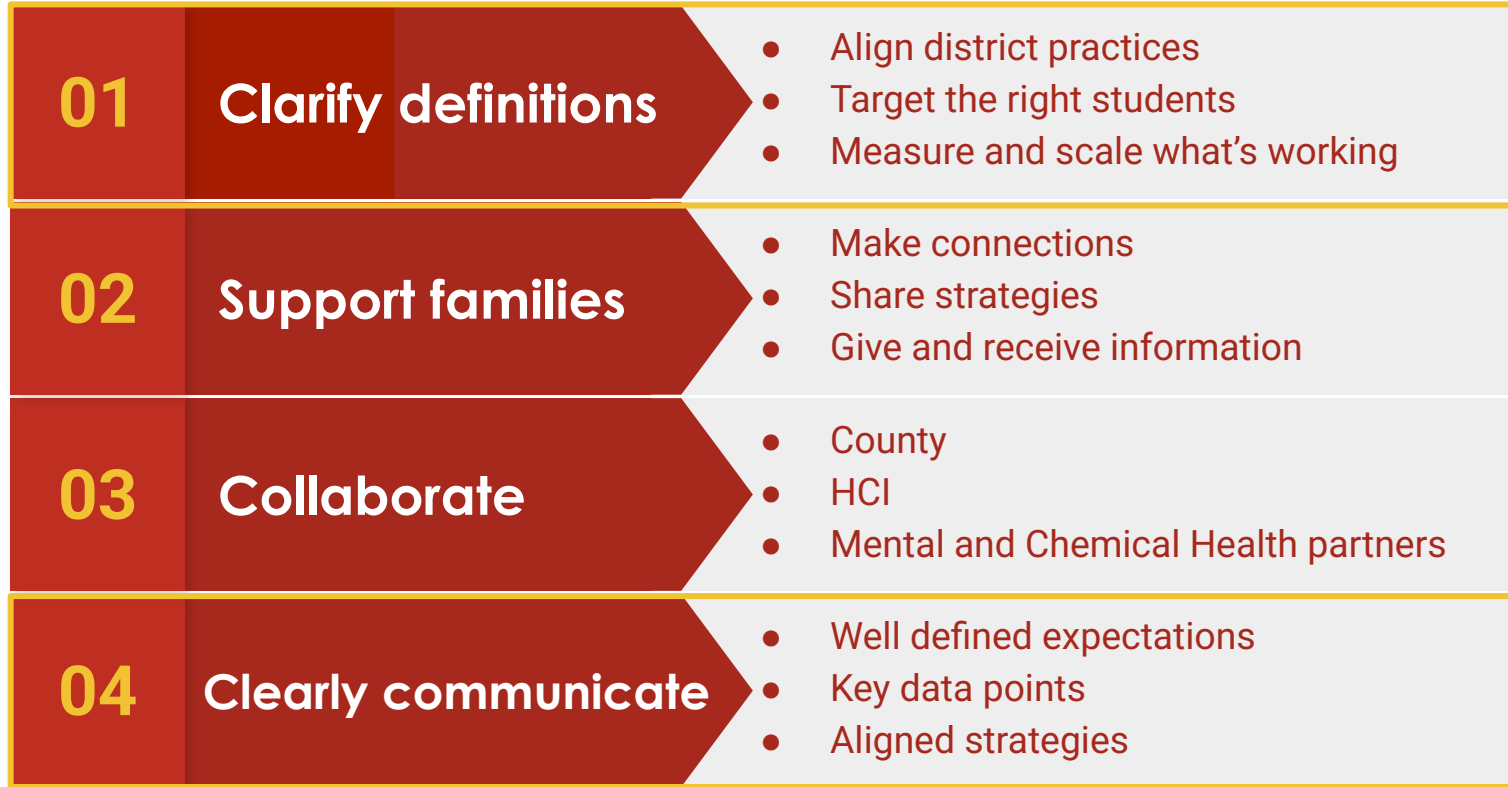 01
Clarify definitions
● Align district practices
● Target the right students
● Measure and scale what's working
02
Support families
● Make connections
● Share strategies
● Give and receive information
03
Collaborate
● County
● HCI
● Mental and Chemical Health partners
04
Clearly communicate
● Well defined expectations
● Key data points
● Aligned strategies